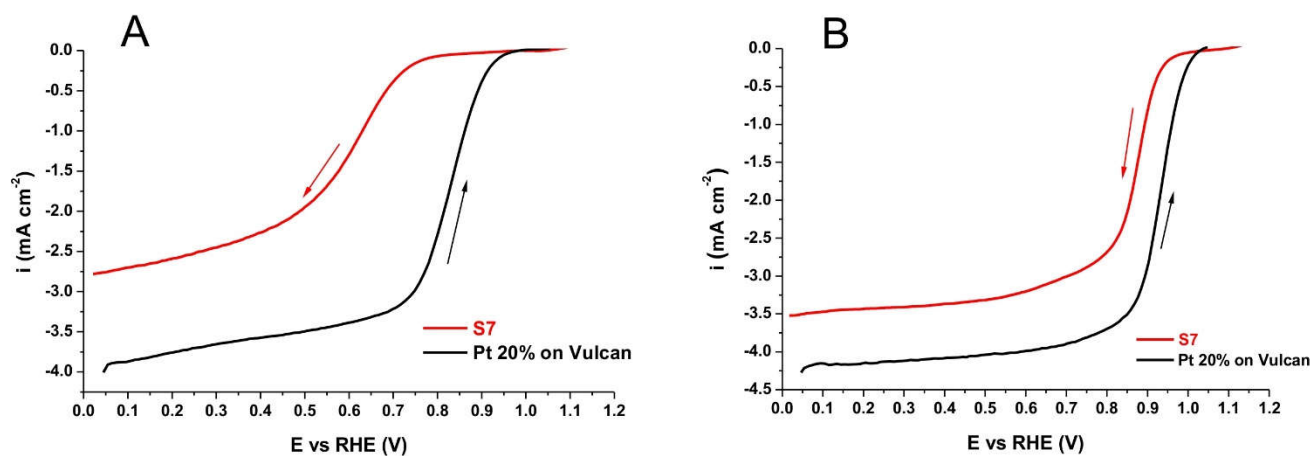 A
0.0
-0.5
-1.0
-1.5
-2.0
-2.5
-3.0
-3.5
-4.0
i (mA cm-2)
S7
Pt 20% on Vulcan
0.0 0.1 0.2 0.3 0.4 0.5 0.6 0.7 0.8 0.9 1.0 1.1 1.2
E vs RHE (V)
B
0.0
-0.5
-1.0
-1.5
-2.0
-2.5
-3.0
-3.5
-4.0
-4.5
i (mA cm-2)
S7
Pt 20% on Vulcan
0.0 0.1 0.2 0.3 0.4 0.5 0.6 0.7 0.8 0.9 1.0 1.1 1.2
E vs RHE (V)